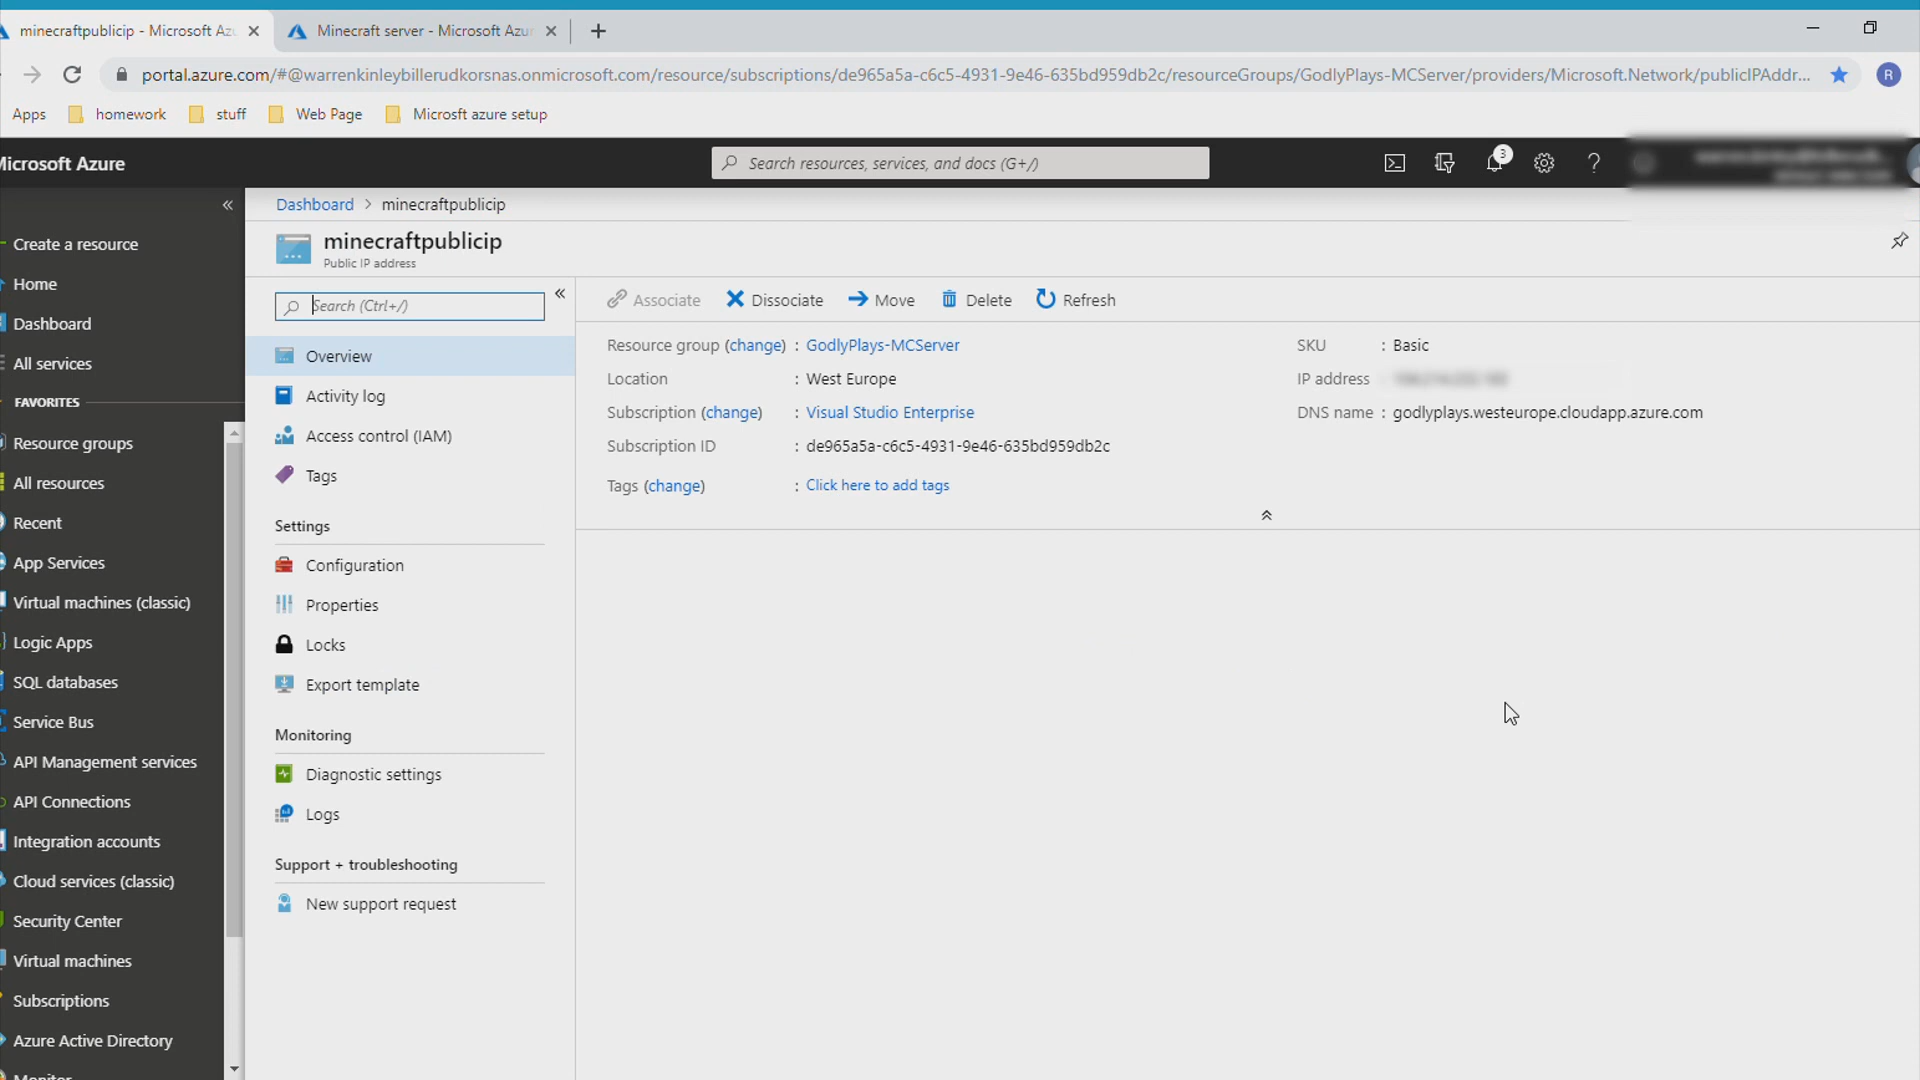 minecraftpublicip - Microsoft Az
Minecraft server - Microsoft Azu
portal.azure.com/#@warrenkinleybillerudkorsnas.onmicrosoft.com/resource/subscriptions/de965a5a-c6c5-4931-9e46-635bd959db2c/resourceGroups/GodlyPlays-MCServer/providers/Microsoft.Network/publicIPAddr...
R
Apps
homework
stuff
Web Page
Microsft azure setup
Microsoft Azure
Search resources, services, and docs (G+/)
3
Create a resource
Home
Dashboard
All services
FAVORITES
Resource groups
All resources
Recent
App Services
Virtual machines (classic)
Logic Apps
SQL databases
Service Bus
API Management services
API Connections
Integration accounts
Cloud services (classic)
Security Center
Virtual machines
Subscriptions
Azure Active Directory
Monitor
Dashboard > minecraftpublicip
minecraftpublicip
Public IP address
Search (Ctrl+/)
Overview
Activity log
Access control (IAM)
Tags
Settings
Configuration
Properties
Locks
Export template
Monitoring
Diagnostic settings
Logs
Support + troubleshooting
New support request
Associate
Dissociate
Move
Delete
Refresh
Resource group (change) : GodlyPlays-MCServer
Location : West Europe
Subscription (change) : Visual Studio Enterprise
Subscription ID : de965a5a-c6c5-4931-9e46-635bd959db2c
Tags (change) : Click here to add tags
SKU : Basic
IP address :
DNS name : godlyplays.westeurope.cloudapp.azure.com